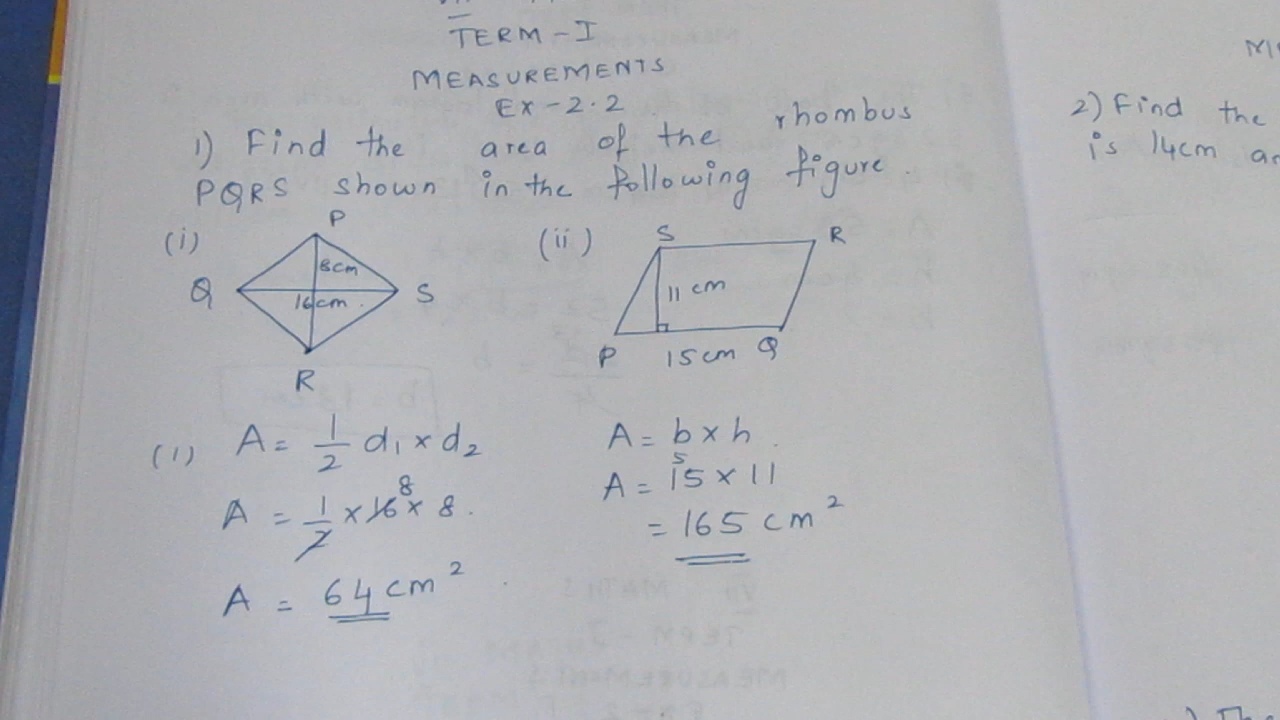 TERM - I
MEASUREMENTS
EX - 2.2
1) Find the area of the rhombus
PQRS shown in the following figure.
(i)
P
8cm
Q
16cm.
S
R
(ii)
S
R
11 cm
P
15cm
Q
(1) A = 1/2 d₁ x d₂
A = 1/2 x 16 x 8.
8
A = 64 cm²
A = b x h.
5
A = 15 x 11
= 165 cm²
2) Find the
is 14cm